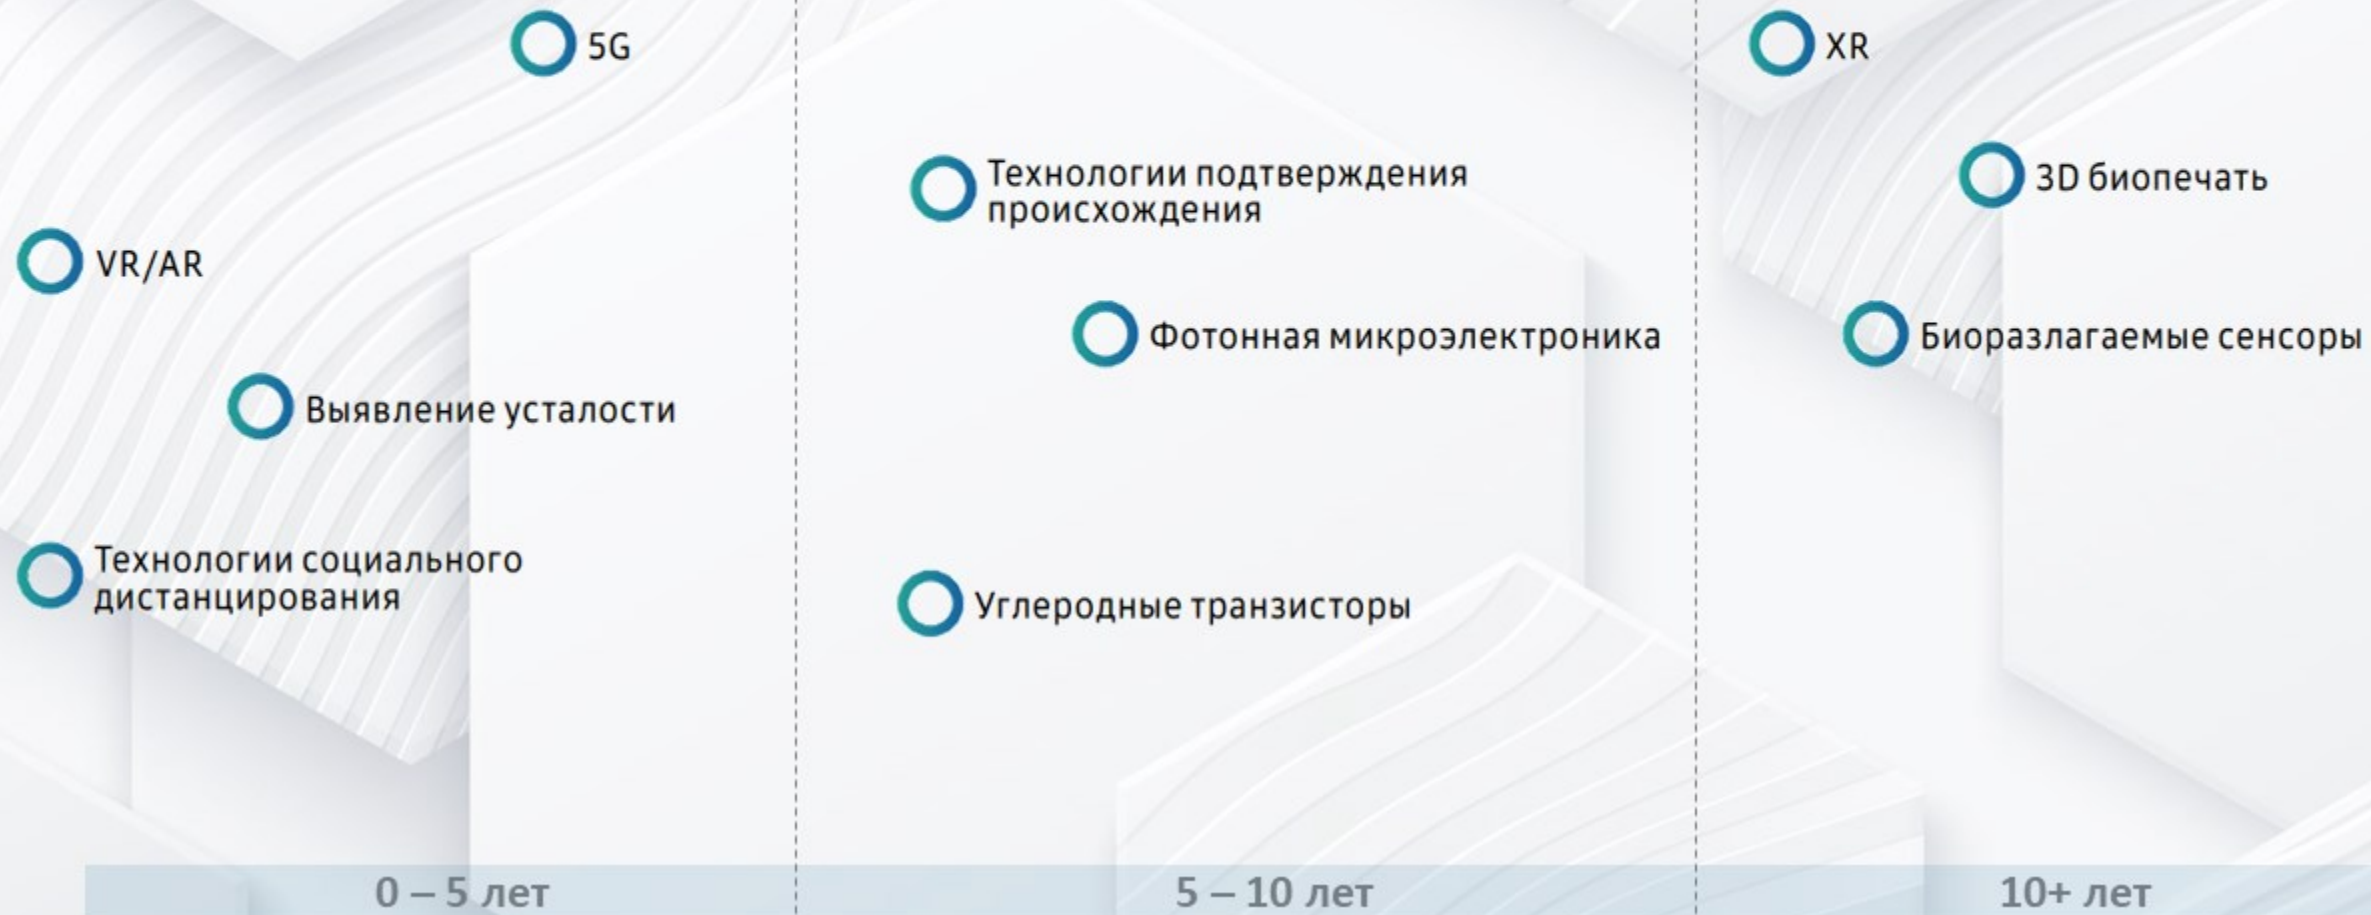 5G
XR
Технологии подтверждения
происхождения
3D биопечать
VR/AR
Фотонная микроэлектроника
Биоразлагаемые сенсоры
Выявление усталости
Технологии социального
дистанцирования
Углеродные транзисторы
0 – 5 лет
5 – 10 лет
10+ лет